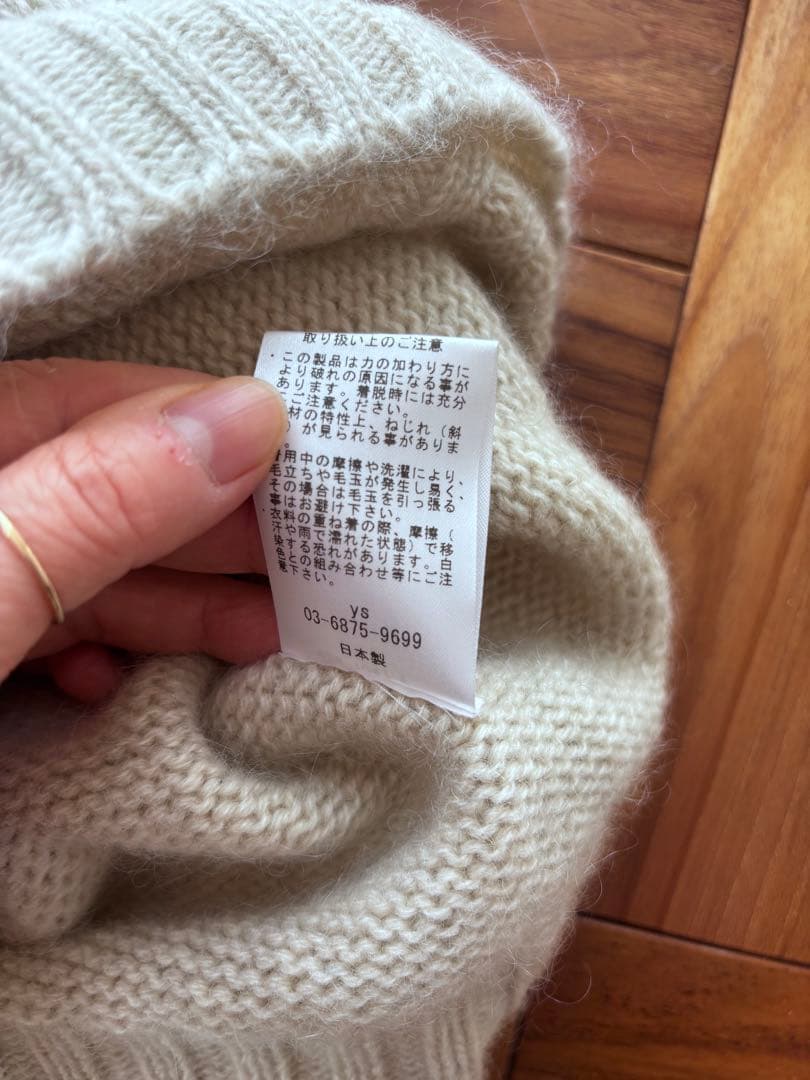 取り扱い上のご注意
・この製品は力の加わり方に
より破れの原因になる事が
あります。着脱時には充分
ご注意ください。
材の特性上、ねじれ（斜
）が見られる事がありま
。
用中の摩擦や洗濯により、
毛立ちや毛玉が発生し易く、
その場合は毛玉を引っ張る
事はお避け下さい。
・衣料の重ね着の際、摩擦（
汗や雨で濡れた状態）で移
染する恐れがあります。白
色との組み合わせ等にご注
意下さい。
ys
03-6875-9699
日本製